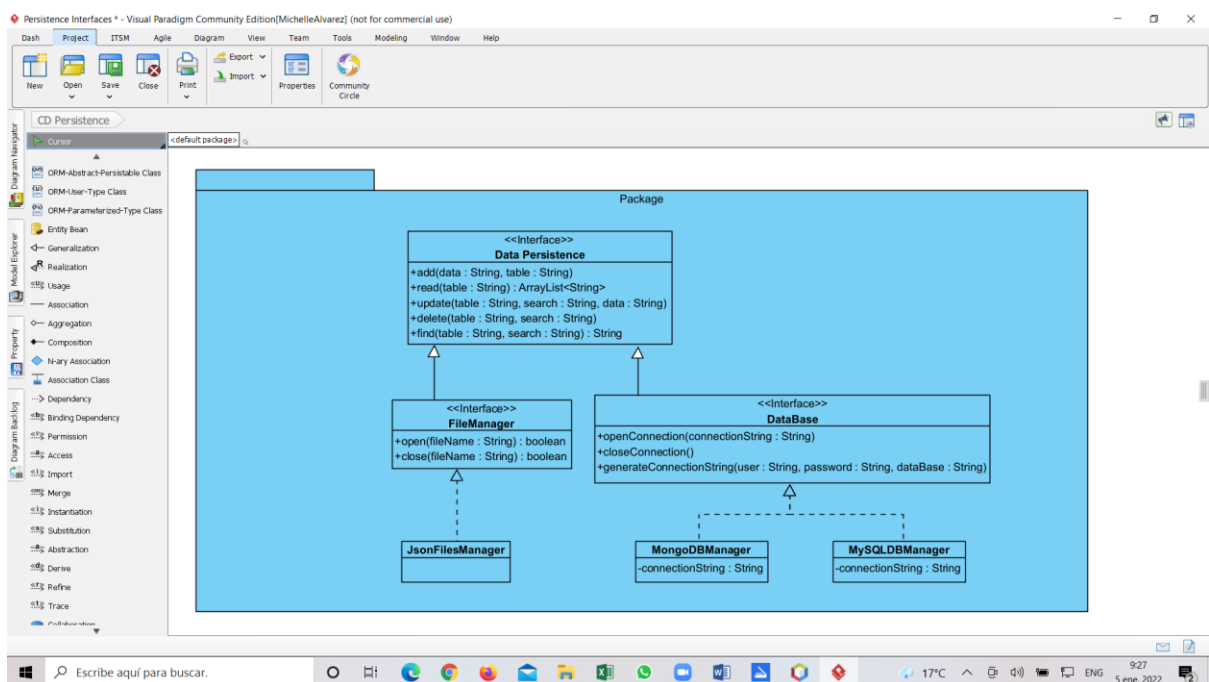 Persistence Interfaces * - Visual Paradigm Community Edition[MichelleAlvarez] (not for commercial use)
Dash Project ITSM Agile Diagram View Team Tools Modeling Window Help
New Open Save Close Print Export Import Properties Community Circle
CD Persistence
Diagram Navigator
Model Explorer
Property
Diagram Backlog
Cursor
<default package>
ORM-Abstract-Persistable Class
ORM-User-Type Class
ORM-Parameterized-Type Class
Entity Bean
Generalization
Realization
Usage
Association
Aggregation
Composition
N-ary Association
Association Class
Dependency
Binding Dependency
Permission
Access
Import
Merge
Instantiation
Substitution
Abstraction
Derive
Refine
Trace
Collaboration
Package
<<Interface>>
Data Persistence
+add(data : String, table : String)
+read(table : String) : ArrayList<String>
+update(table : String, search : String, data : String)
+delete(table : String, search : String)
+find(table : String, search : String) : String
<<Interface>>
FileManager
+open(fileName : String) : boolean
+close(fileName : String) : boolean
<<Interface>>
DataBase
+openConnection(connectionString : String)
+closeConnection()
+generateConnectionString(user : String, password : String, dataBase : String)
JsonFilesManager
MongoDBManager
-connectionString : String
MySQLDBManager
-connectionString : String
Escribe aquí para buscar.
17°C
ENG
9:27
5 ene. 2022